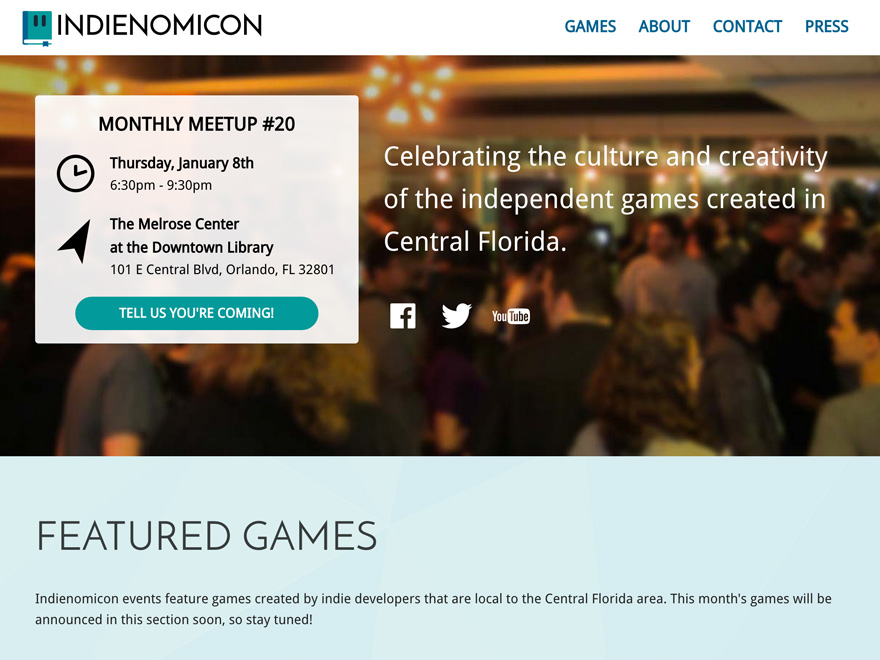 INDIENOMICON
GAMES ABOUT CONTACT PRESS
MONTHLY MEETUP #20
Thursday, January 8th
6:30pm - 9:30pm
The Melrose Center
at the Downtown Library
101 E Central Blvd, Orlando, FL 32801
TELL US YOU'RE COMING!
Celebrating the culture and creativity
of the independent games created in
Central Florida.
YouTube
FEATURED GAMES
Indienomicon events feature games created by indie developers that are local to the Central Florida area. This month's games will be
announced in this section soon, so stay tuned!